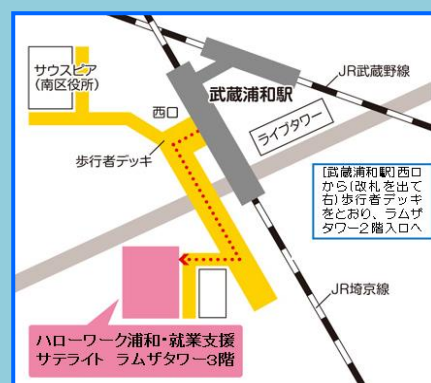 サウスピア
(南区役所)
武蔵浦和駅
JR武蔵野線
西口
ライブタワー
歩行者デッキ
[武蔵浦和駅]西口
から(改札を出て
右)歩行者デッキ
をとおり、ラムザ
タワー2階入口へ
JR埼京線
ハローワーク浦和・就業支援
サテライト ラムザタワー3階